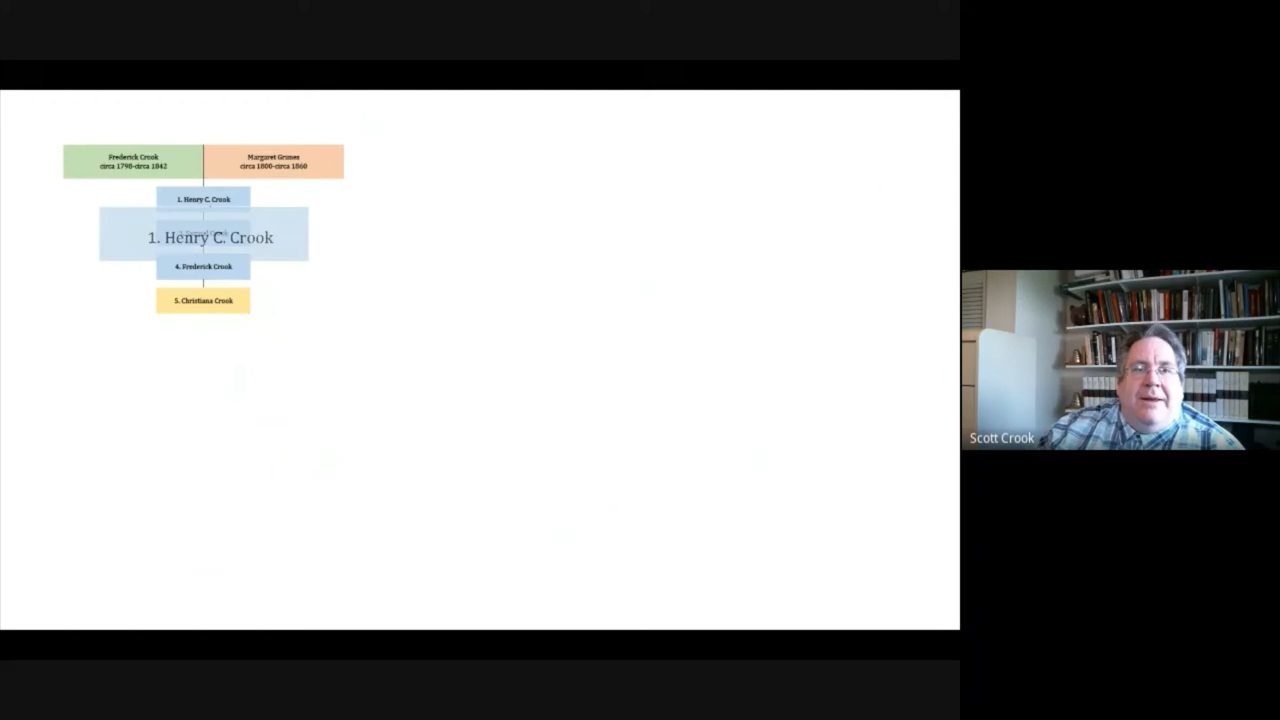 Frederick Crook
circa 1798-circa 1842
Margaret Grimes
circa 1800-circa 1860
1. Henry C. Crook
1. Henry C. Crook
4. Frederick Crook
5. Christiana Crook
Scott Crook